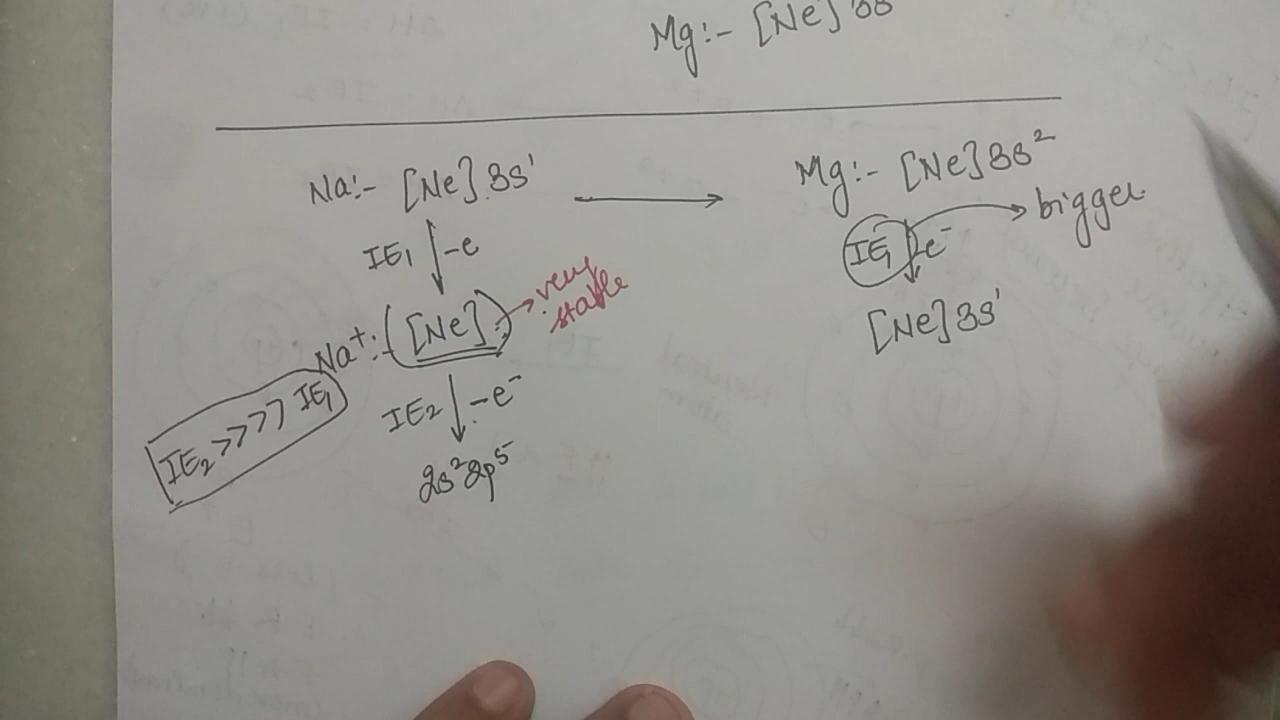 Mg:- [Ne]
Na:- [Ne] 3s¹ → Mg:- [Ne] 3s²
IE₁ ↓ -e
IE₁ ↓ -e⁻ → bigger
Na⁺: ([Ne]) → very stable
[Ne] 3s¹
IE₂ >>>> IE₁
IE₂ ↓ -e⁻
2s²2p⁵